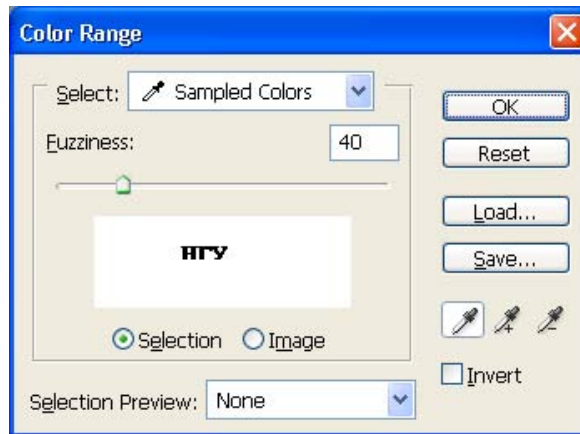 Color Range
Select: Sampled Colors
Fuzziness: 40
НГУ
Selection Image
Selection Preview: None
OK
Reset
Load...
Save...
Invert